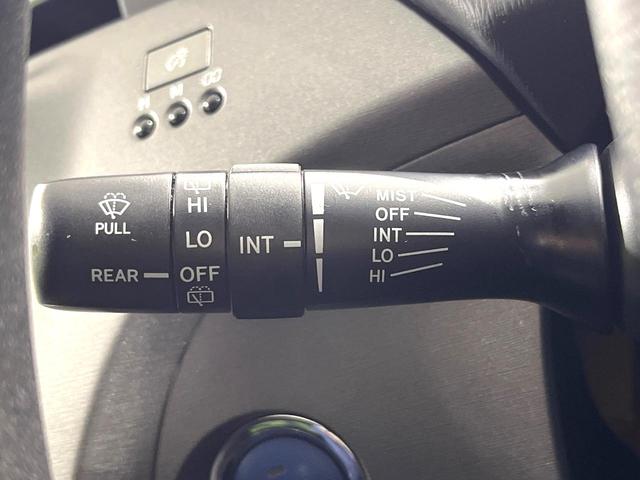 PULL
REAR
HI
LO
OFF
INT
MIST
OFF
INT
LO
HI